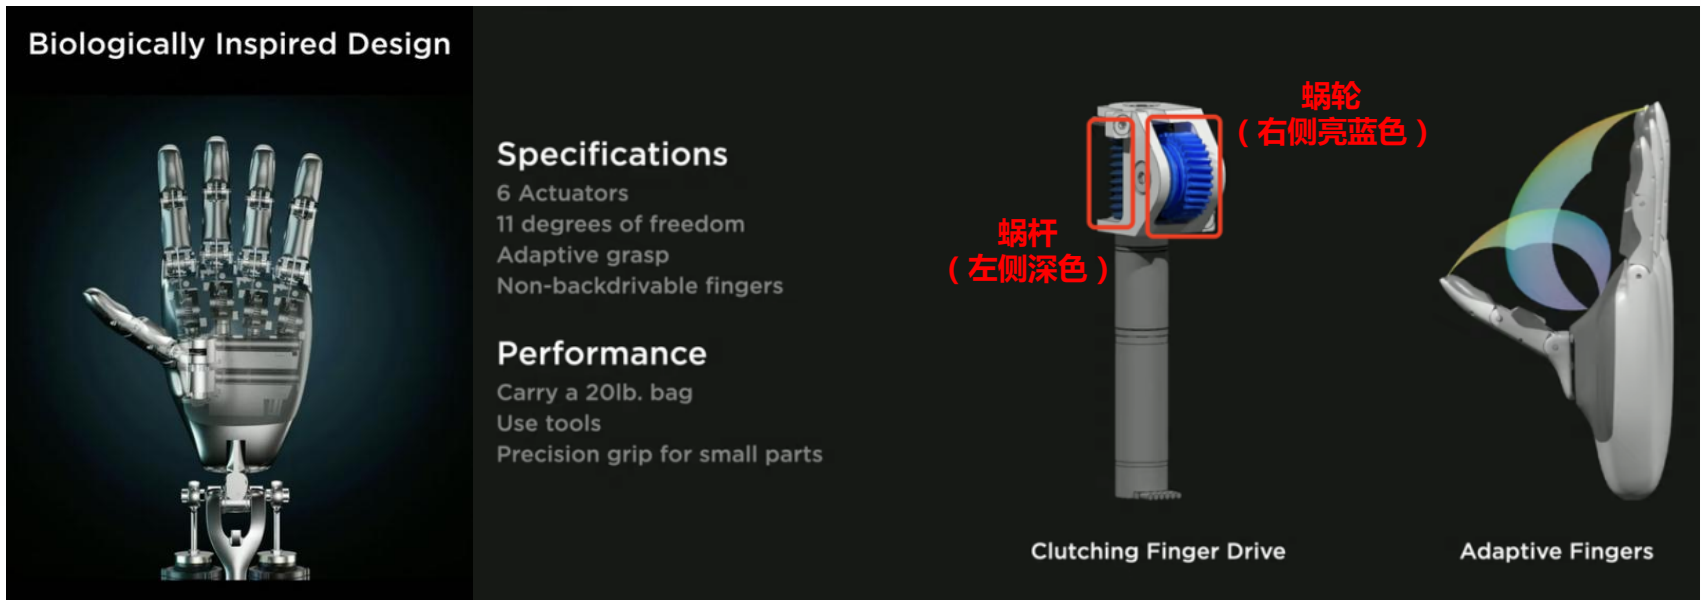 Biologically Inspired Design
Specifications
6 Actuators
11 degrees of freedom
Adaptive grasp
Non-backdrivable fingers
Performance
Carry a 20lb. bag
Use tools
Precision grip for small parts
蜗轮
（右侧亮蓝色）
蜗杆
（左侧深色）
Clutching Finger Drive
Adaptive Fingers